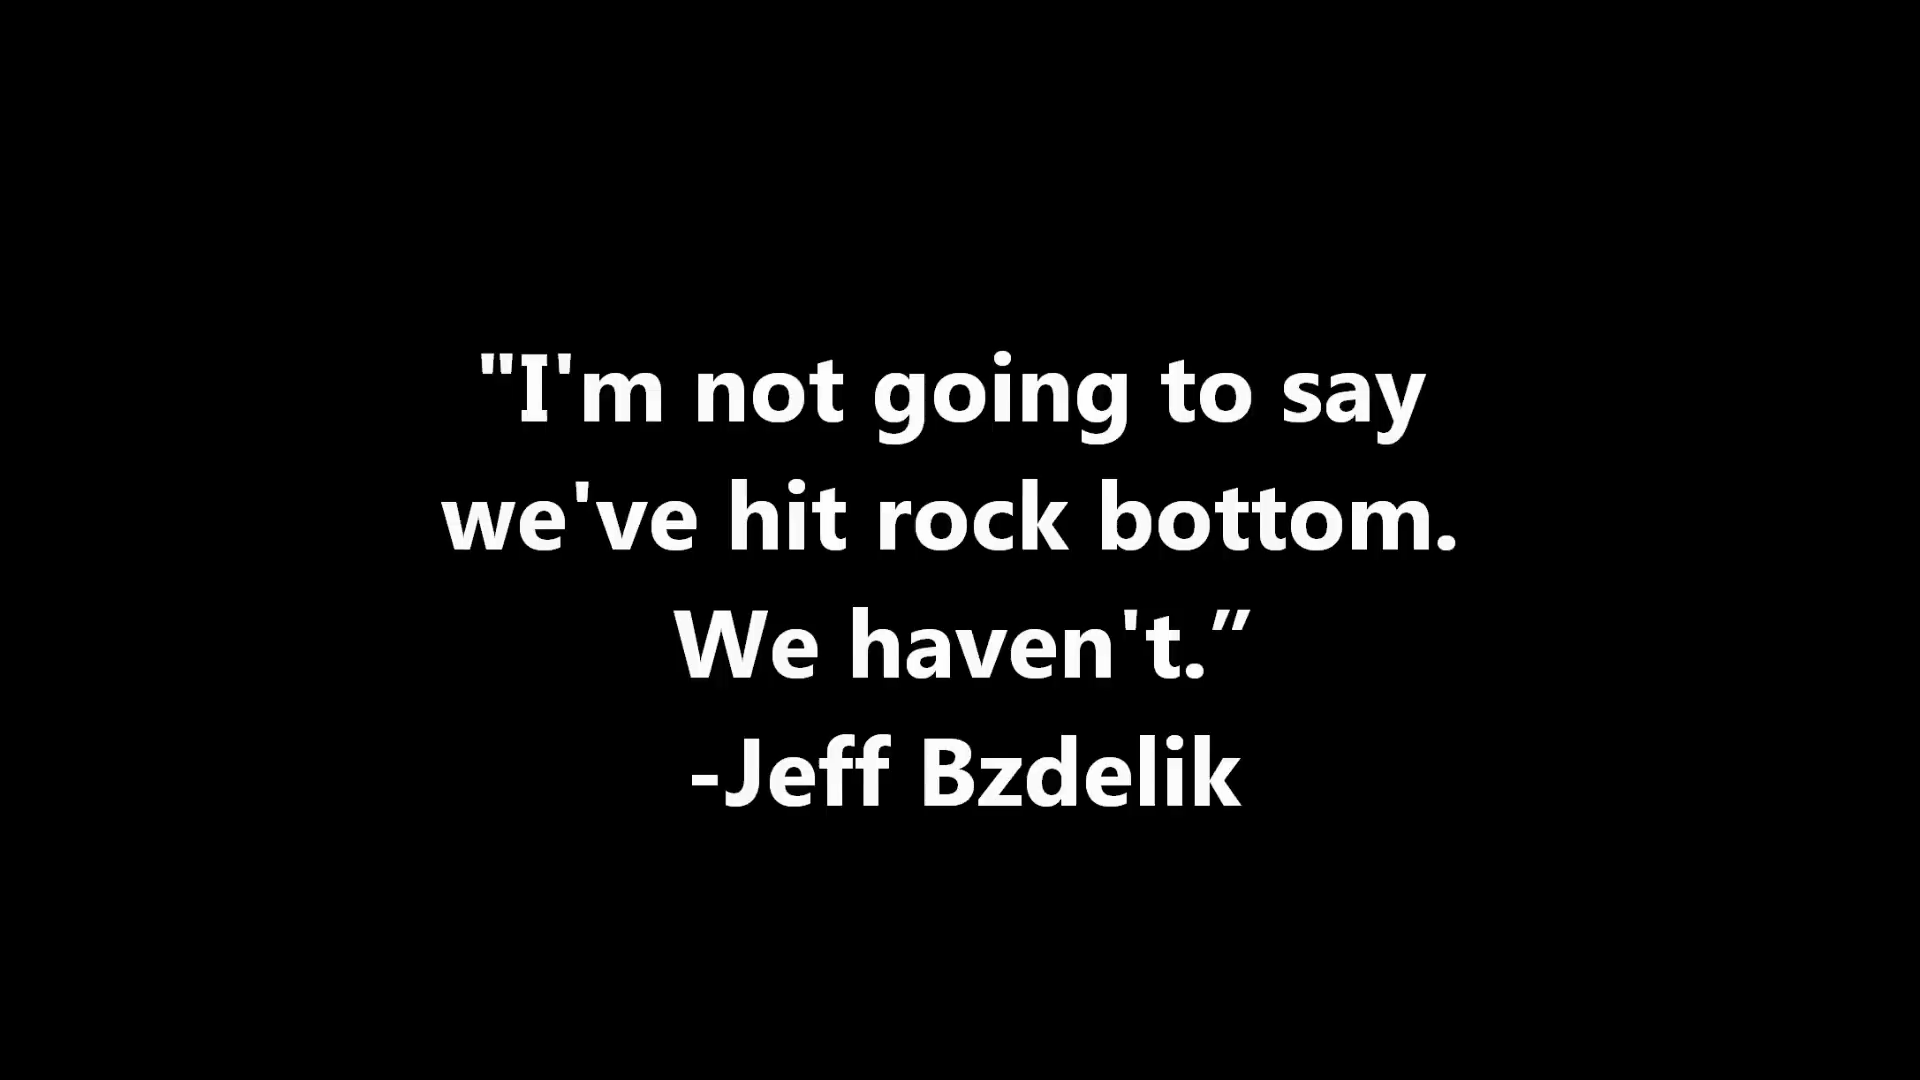 "I'm not going to say
we've hit rock bottom.
We haven't.”
-Jeff Bzdelik